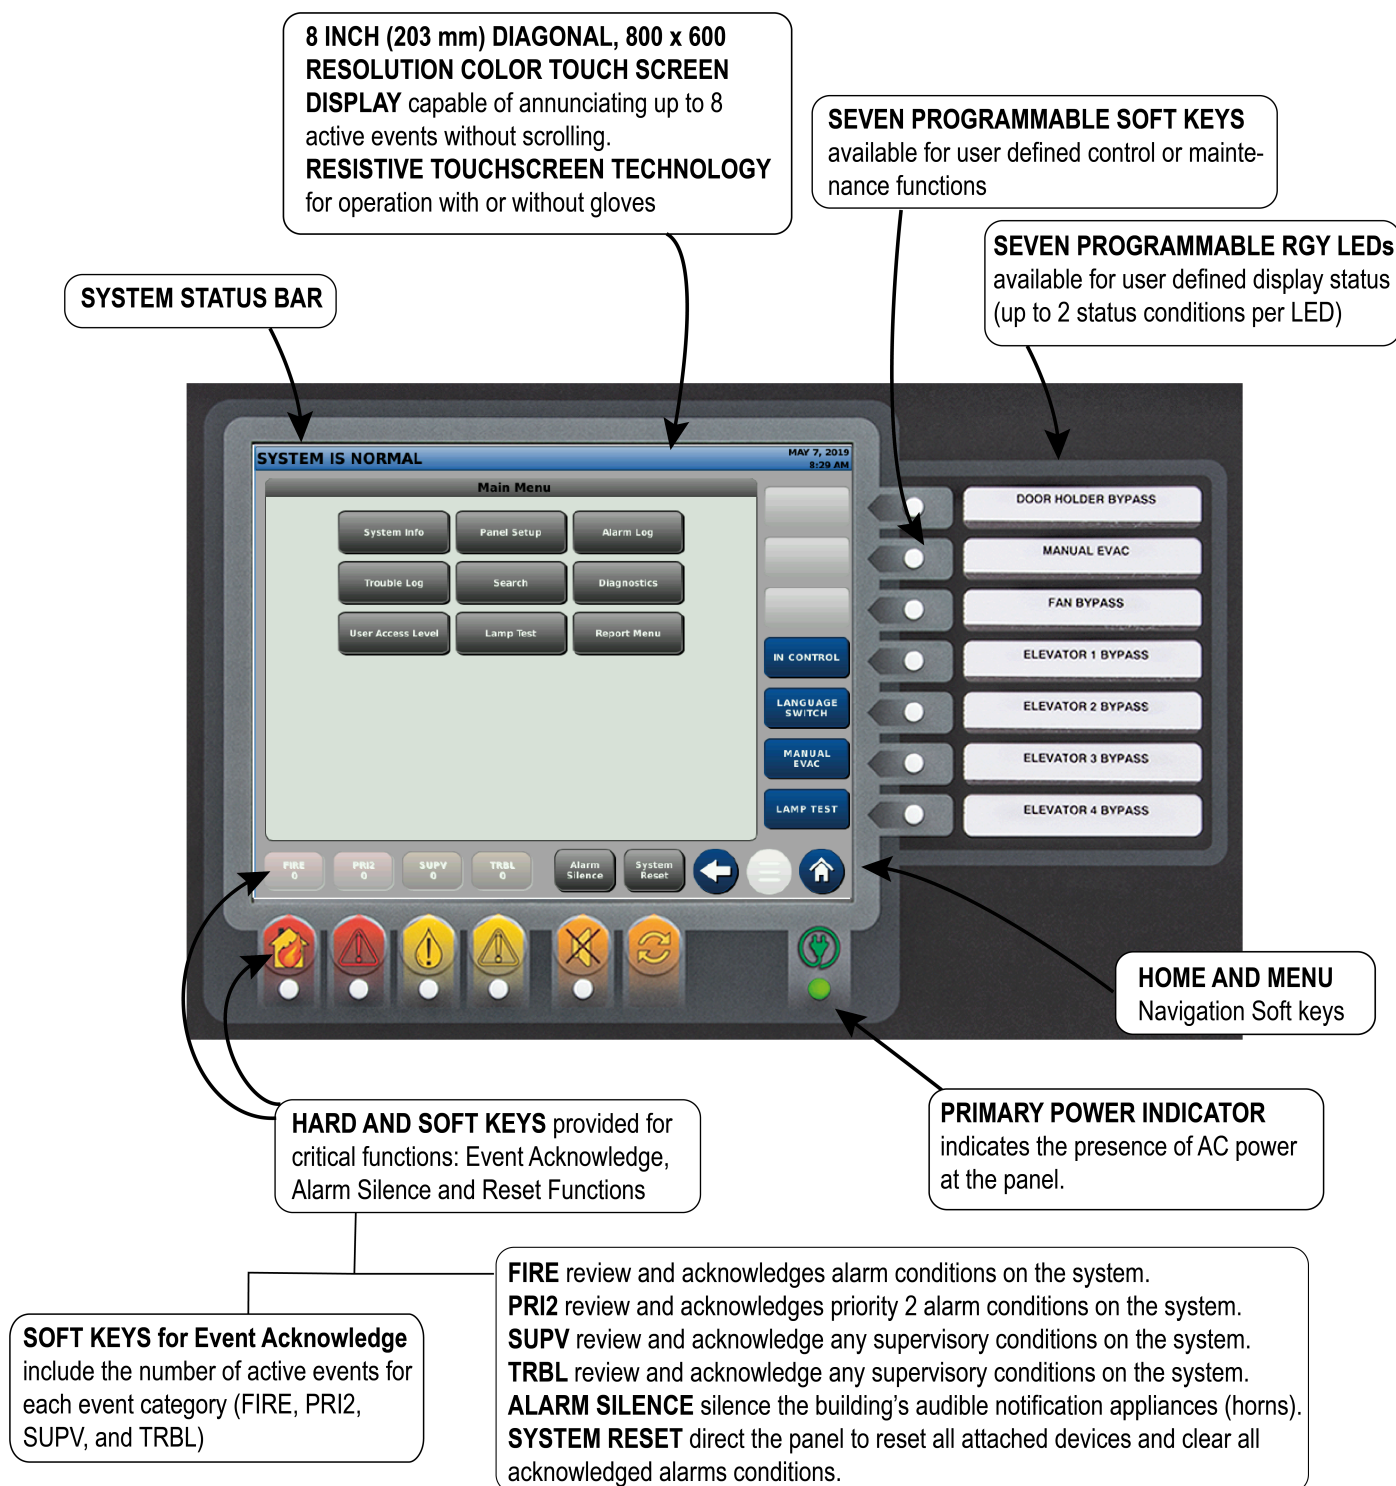 8 INCH (203 mm) DIAGONAL, 800 x 600
RESOLUTION COLOR TOUCH SCREEN
DISPLAY capable of annunciating up to 8
active events without scrolling.
RESISTIVE TOUCHSCREEN TECHNOLOGY
for operation with or without gloves
SEVEN PROGRAMMABLE SOFT KEYS
available for user defined control or mainte-
nance functions
SEVEN PROGRAMMABLE RGY LEDs
available for user defined display status
(up to 2 status conditions per LED)
SYSTEM STATUS BAR
SYSTEM IS NORMAL
MAY 7, 2019
8:29 AM
Main Menu
System Info
Panel Setup
Alarm Log
Trouble Log
Search
Diagnostics
User Access Level
Lamp Test
Report Menu
IN CONTROL
LANGUAGE
SWITCH
MANUAL
EVAC
LAMP TEST
DOOR HOLDER BYPASS
MANUAL EVAC
FAN BYPASS
ELEVATOR 1 BYPASS
ELEVATOR 2 BYPASS
ELEVATOR 3 BYPASS
ELEVATOR 4 BYPASS
FIRE
0
PRI2
0
SUPV
0
TRBL
0
Alarm
Silence
System
Reset
HOME AND MENU
Navigation Soft keys
HARD AND SOFT KEYS provided for
critical functions: Event Acknowledge,
Alarm Silence and Reset Functions
PRIMARY POWER INDICATOR
indicates the presence of AC power
at the panel.
SOFT KEYS for Event Acknowledge
include the number of active events for
each event category (FIRE, PRI2,
SUPV, and TRBL)
FIRE review and acknowledges alarm conditions on the system.
PRI2 review and acknowledges priority 2 alarm conditions on the system.
SUPV review and acknowledge any supervisory conditions on the system.
TRBL review and acknowledge any supervisory conditions on the system.
ALARM SILENCE silence the building’s audible notification appliances (horns).
SYSTEM RESET direct the panel to reset all attached devices and clear all
acknowledged alarms conditions.